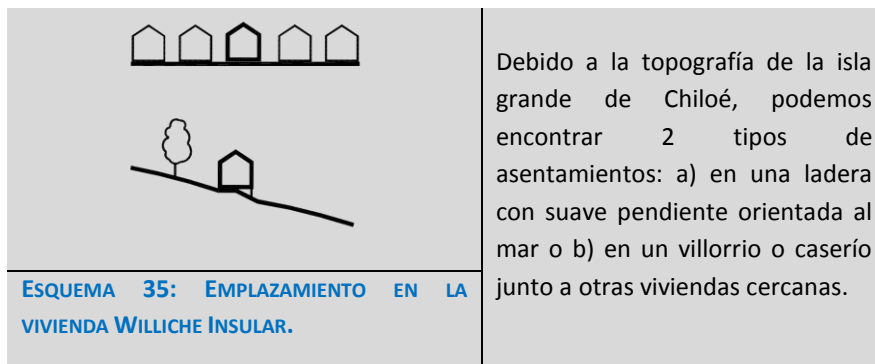 ESQUEMA 35: EMPLAZAMIENTO EN LA
VIVIENDA WILLICHE INSULAR.
Debido a la topografía de la isla
grande de Chiloé, podemos
encontrar 2 tipos de
asentamientos: a) en una ladera
con suave pendiente orientada al
mar o b) en un villorrio o caserío
junto a otras viviendas cercanas.